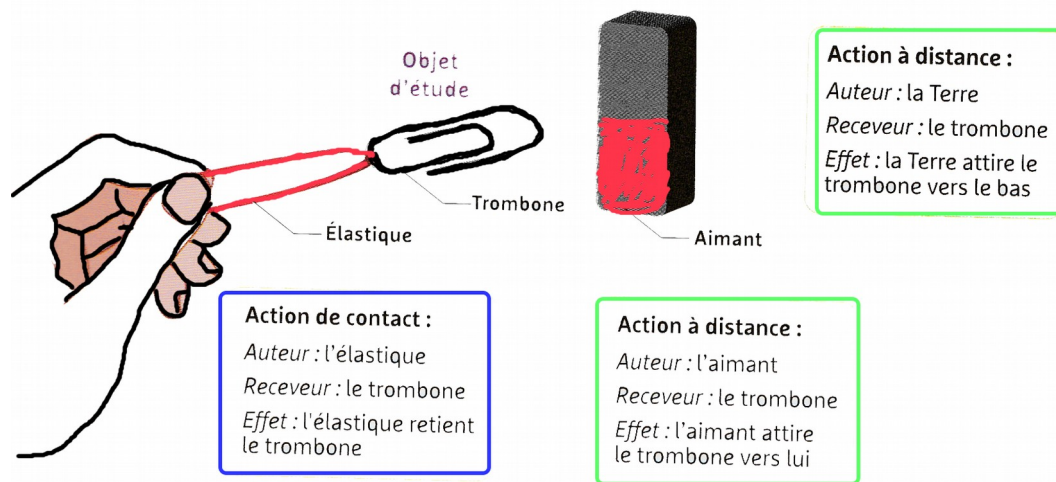 Objet
d'étude
Trombone
Élastique
Aimant
Action à distance :
Auteur : la Terre
Receveur : le trombone
Effet : la Terre attire le
trombone vers le bas
Action de contact :
Auteur : l'élastique
Receveur : le trombone
Effet : l'élastique retient
le trombone
Action à distance :
Auteur : l'aimant
Receveur : le trombone
Effet : l'aimant attire
le trombone vers lui